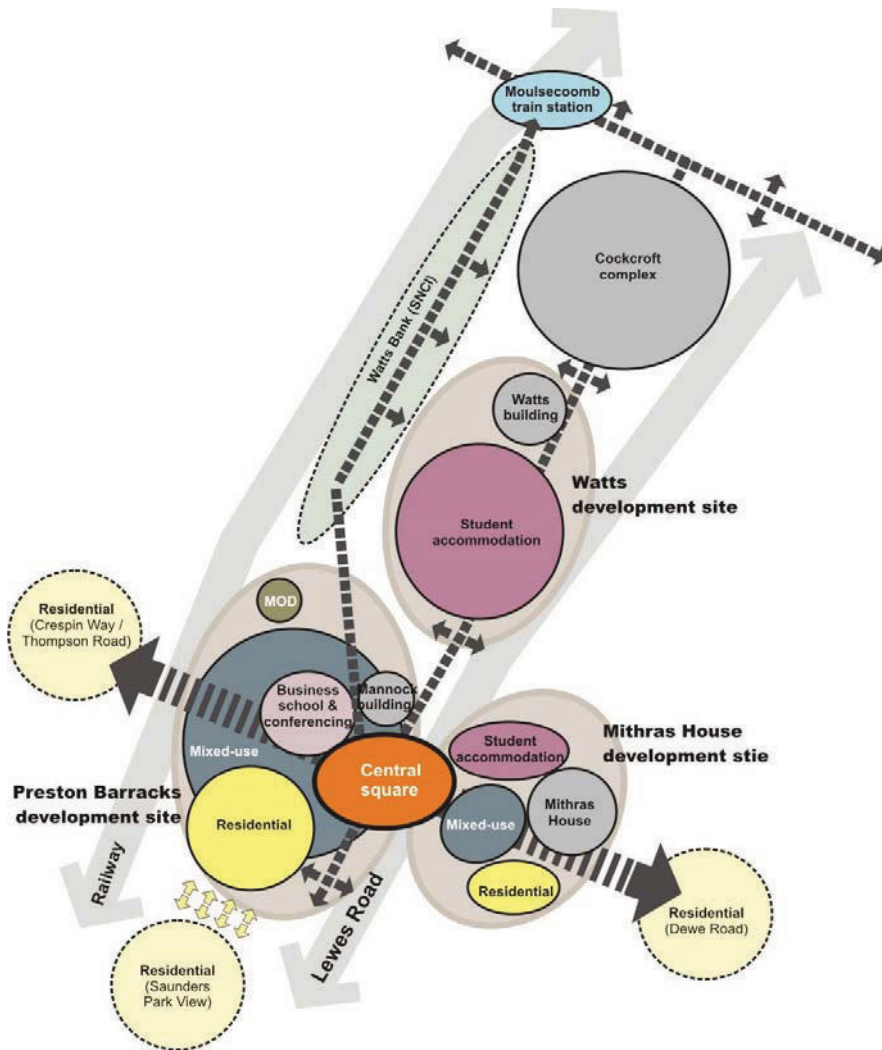 Moulsecoomb
train station
Cockcroft
complex
Watts Bank (SNCI)
Watts
building
Watts
development site
Student
accommodation
MOD
Residential
(Crespin Way /
Thompson Road)
Business
school &
conferencing
Mannock
building
Mixed-use
Central
square
Student
accommodation
Mithras House
development stie
Preston Barracks
development site
Residential
Mixed-use
Mithras
House
Residential
Railway
Lewes Road
Residential
(Dewe Road)
Residential
(Saunders
Park View)